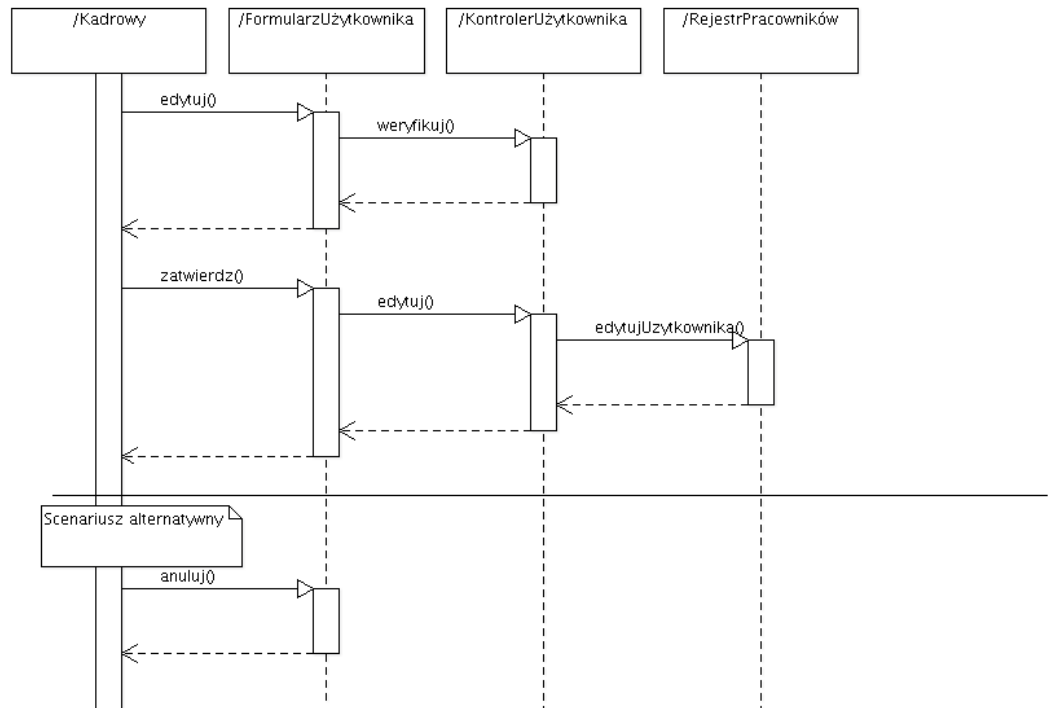 /Kadrowy
/FormularzUżytkownika
/KontrolerUżytkownika
/RejestrPracowników
edytuj()
weryfikuj()
zatwierdz()
edytuj()
edytujUzytkownika()
Scenariusz alternatywny
anuluj()